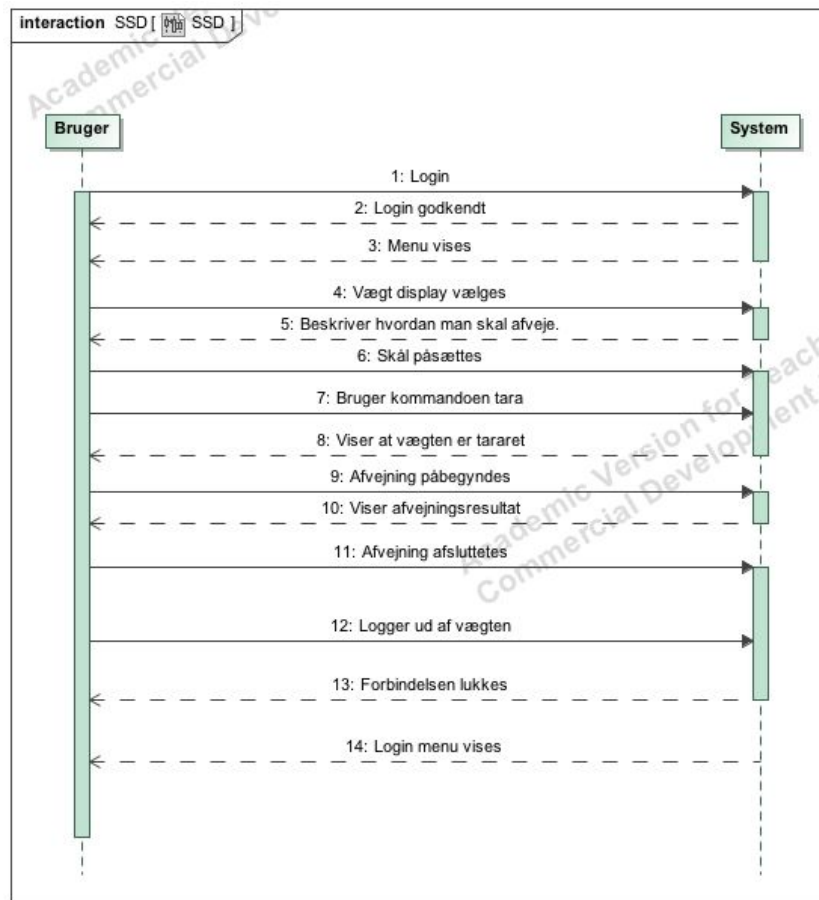 interaction SSD [ SSD ]
Bruger
System
1: Login
2: Login godkendt
3: Menu vises
4: Vægt display vælges
5: Beskriver hvordan man skal afveje.
6: Skål påsættes
7: Bruger kommandoen tara
8: Viser at vægten er tararet
9: Afvejning påbegyndes
10: Viser afvejningsresultat
11: Afvejning afsluttetes
12: Logger ud af vægten
13: Forbindelsen lukkes
14: Login menu vises
Academic Version for Teach
Commercial Development